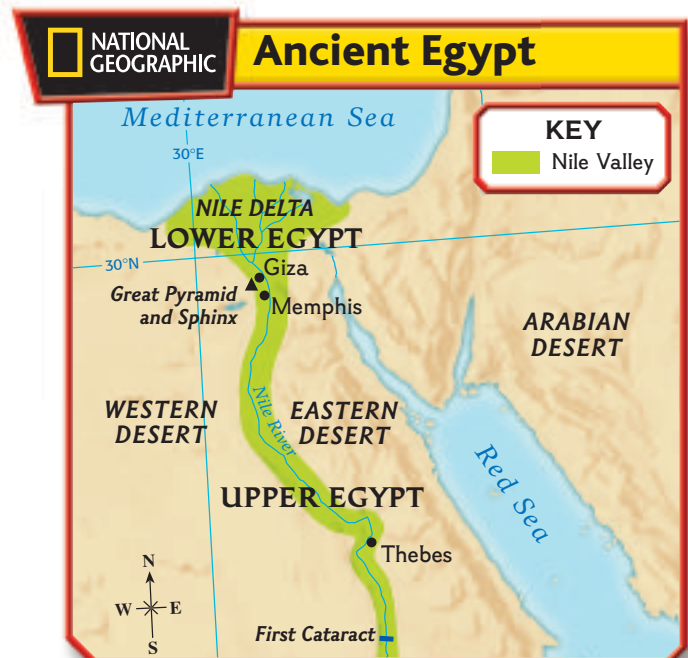 NATIONAL
GEOGRAPHIC
Ancient Egypt
Mediterranean Sea
KEY
Nile Valley
30°E
NILE DELTA
LOWER EGYPT
30°N
Giza
Great Pyramid
and Sphinx
Memphis
ARABIAN
DESERT
WESTERN
DESERT
EASTERN
DESERT
Nile River
Red Sea
UPPER EGYPT
Thebes
N
W
E
S
First Cataract